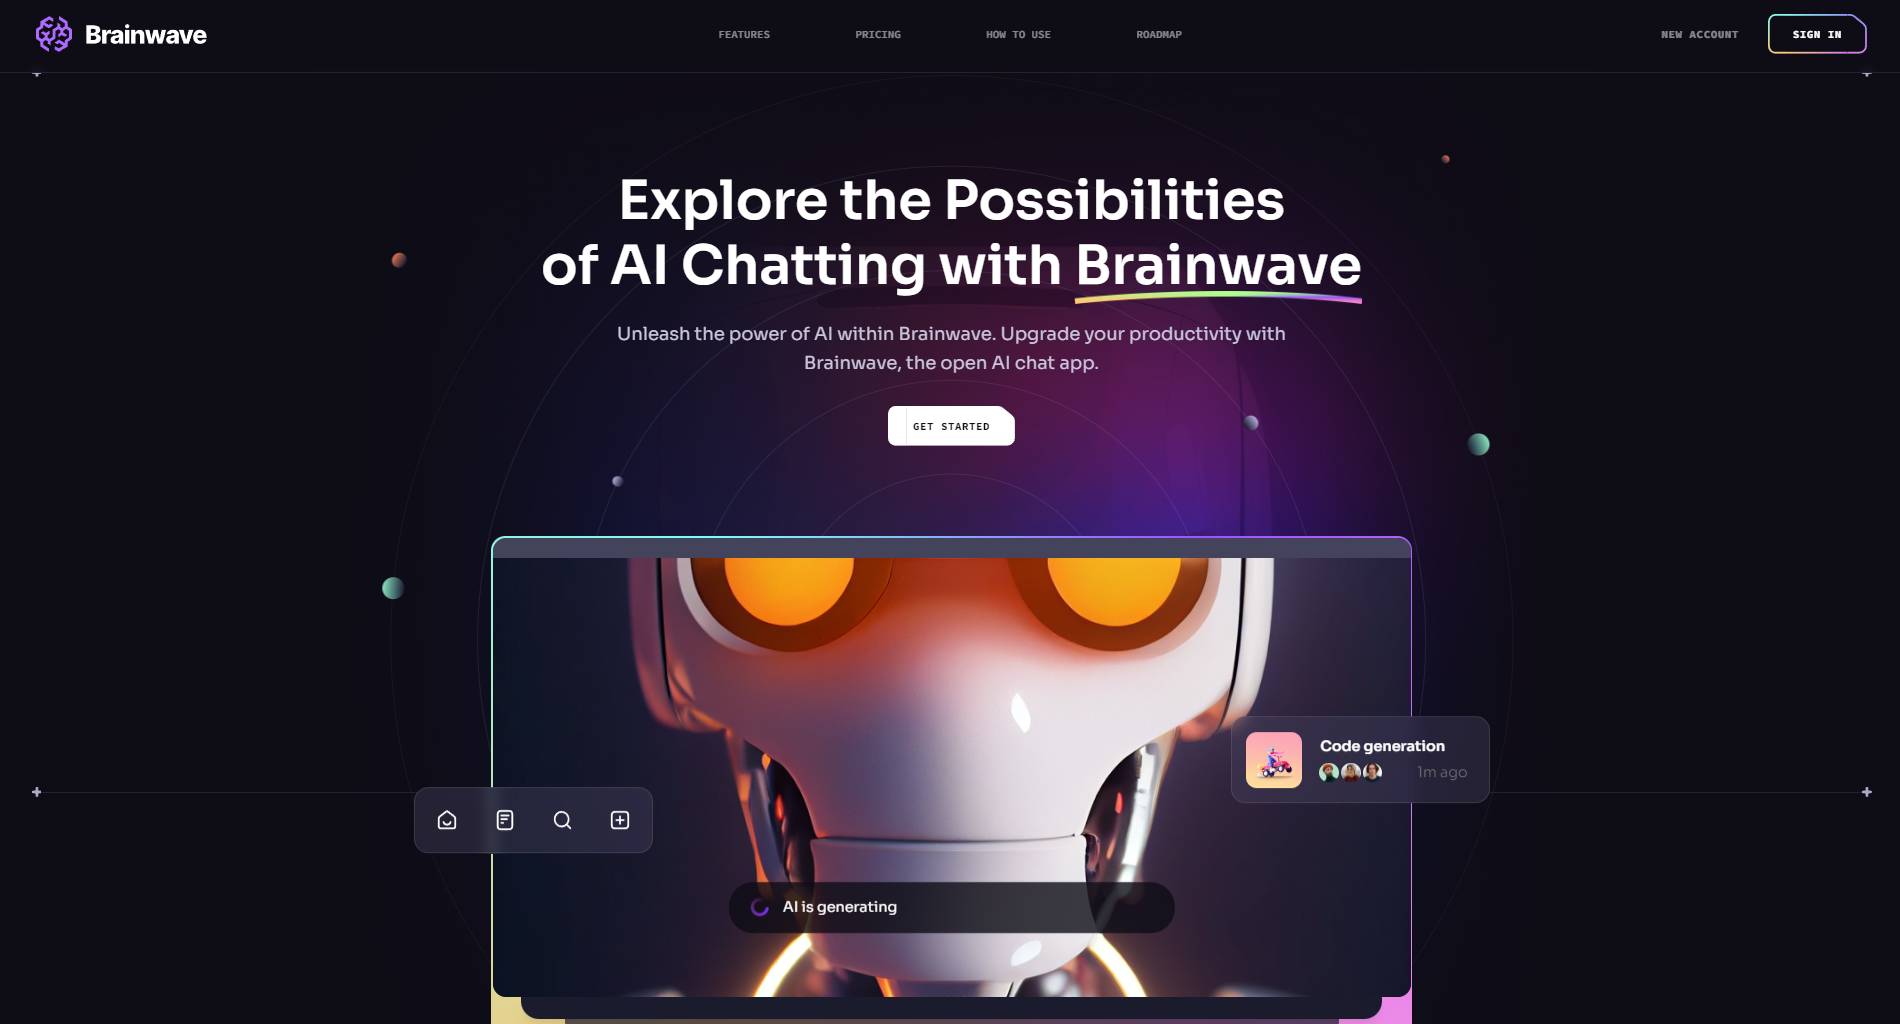 Brainwave
FEATURES
PRICING
HOW TO USE
ROADMAP
NEW ACCOUNT
SIGN IN
Explore the Possibilities
of AI Chatting with Brainwave
Unleash the power of AI within Brainwave. Upgrade your productivity with
Brainwave, the open AI chat app.
GET STARTED
Code generation
1m ago
AI is generating